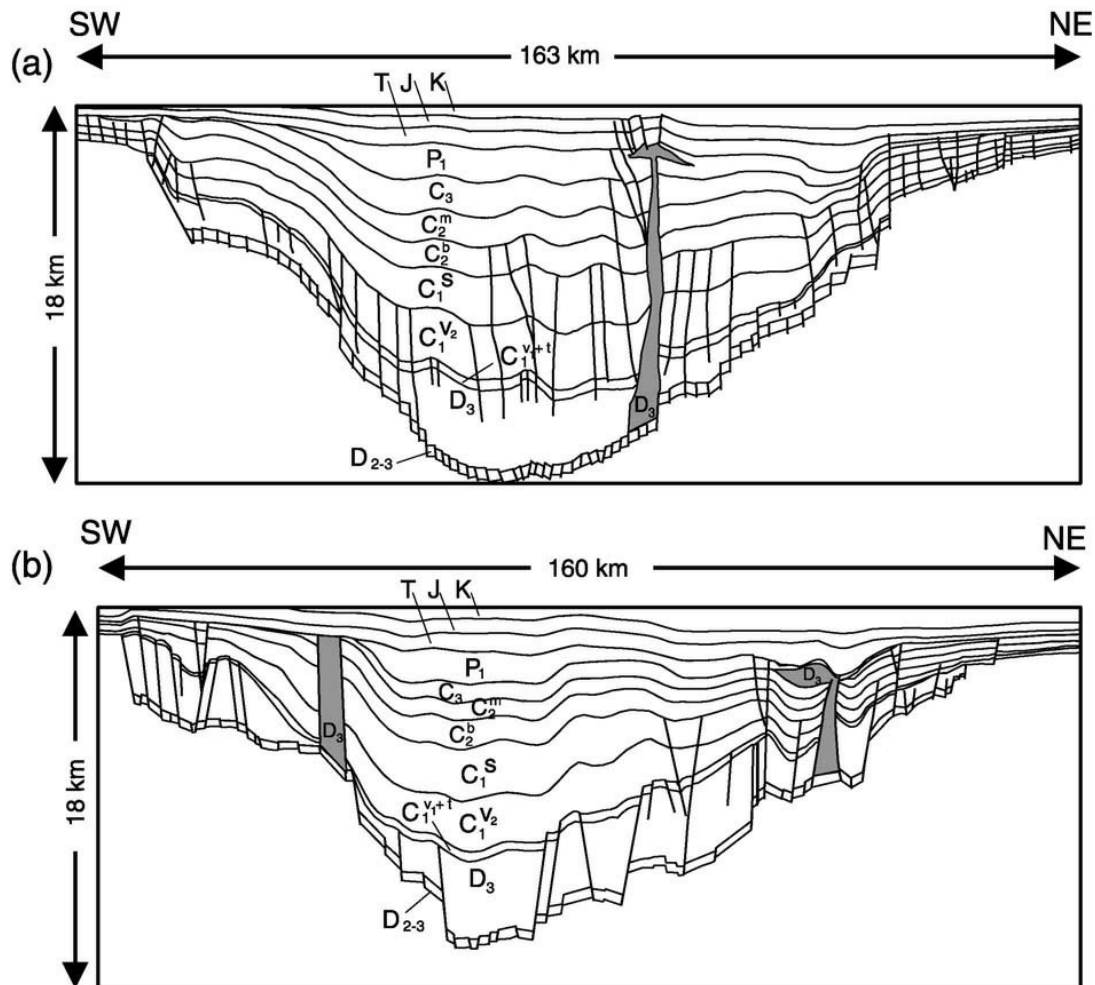 SW NE
(a) 163 km
T J K
P₁
C₃
C₂ᵐ
C₂ᵇ
C₁ˢ
C₁ⱽ²
C₁ᵛ¹⁺ᵗ
D₃
D₃
D₂₋₃
18 km
SW NE
(b) 160 km
T J K
P₁
D₃
C₃
C₂ᵐ
C₂ᵇ
D₃
C₁ˢ
C₁ᵛ¹⁺ᵗ
C₁ⱽ²
D₃
D₂₋₃
18 km